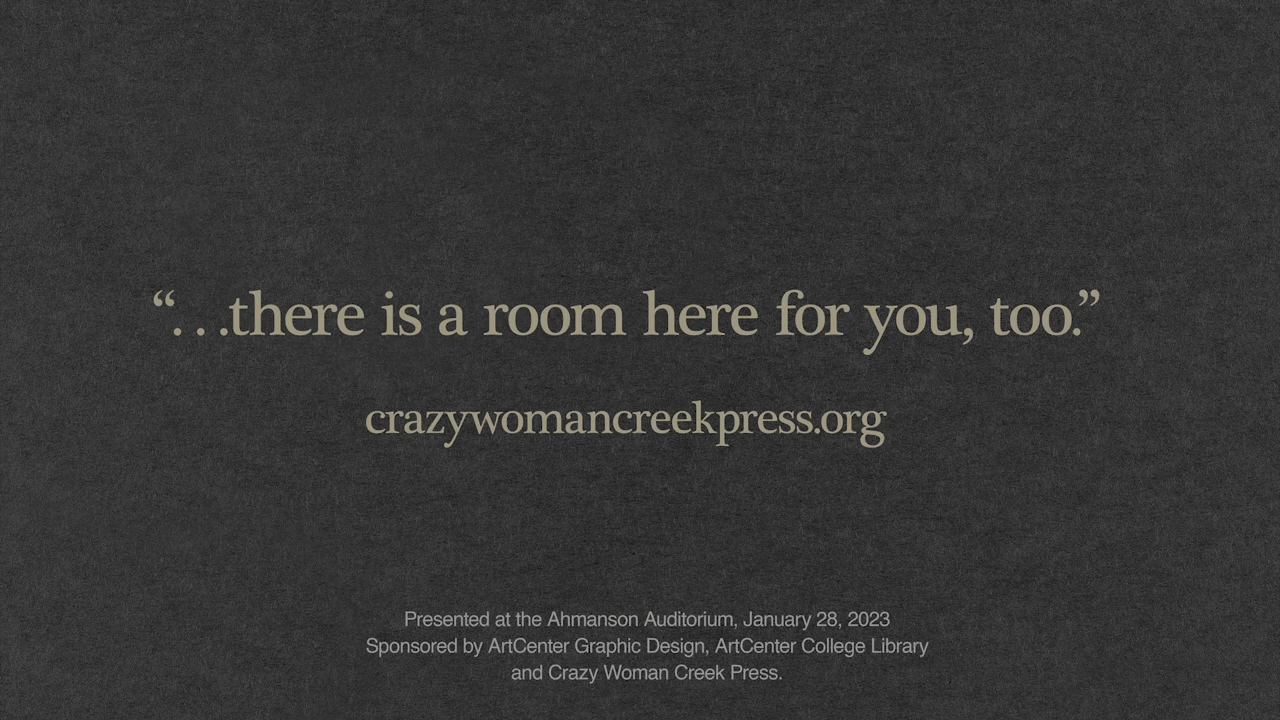 “. . .there is a room here for you, too.”
crazywomancreekpress.org
Presented at the Ahmanson Auditorium, January 28, 2023
Sponsored by ArtCenter Graphic Design, ArtCenter College Library
and Crazy Woman Creek Press.